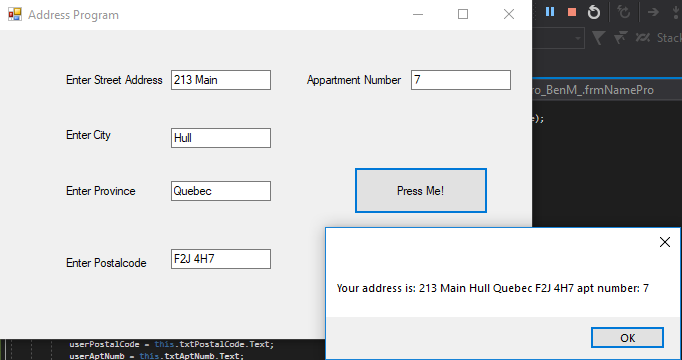 Address Program
Stack
ro_BenM_.frmNamePro
Enter Street Address 213 Main Appartment Number 7
);
Enter City Hull
Enter Province Quebec Press Me!
Enter Postalcode F2J 4H7
Your address is: 213 Main Hull Quebec F2J 4H7 apt number: 7
OK
userPostalCode = this.txtPostalCode.Text;
userAptNumb = this.txtAptNumb.Text;